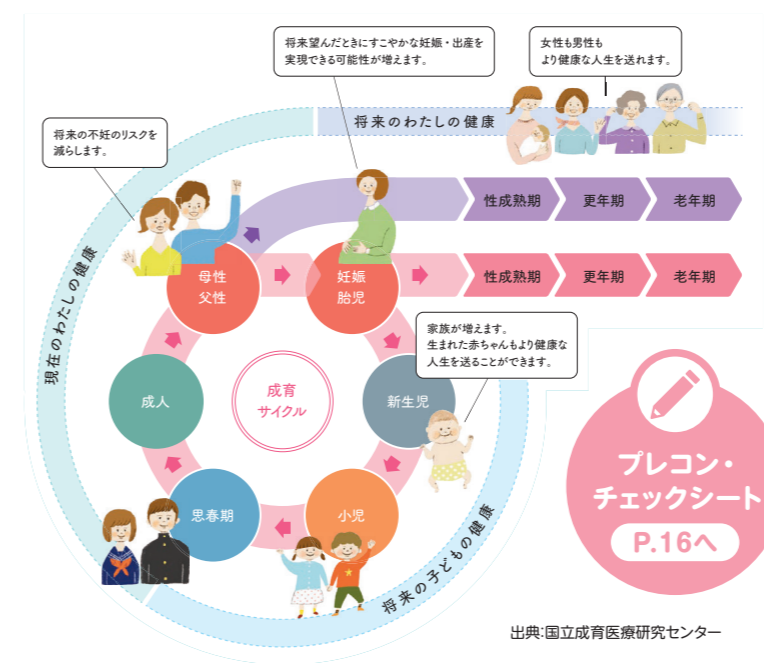 将来望んだときにすこやかな妊娠・出産を
実現できる可能性が増えます。
女性も男性も
より健康な人生を送れます。
将来のわたしの健康
将来の不妊のリスクを
減らします。
性成熟期
更年期
老年期
母性
父性
妊娠
胎児
性成熟期
更年期
老年期
現在のわたしの健康
家族が増えます。
生まれた赤ちゃんもより健康な
人生を送ることができます。
成人
成育
サイクル
新生児
思春期
小児
将来の子どもの健康
プレコン・
チェックシート
P.16へ
出典:国立成育医療研究センター